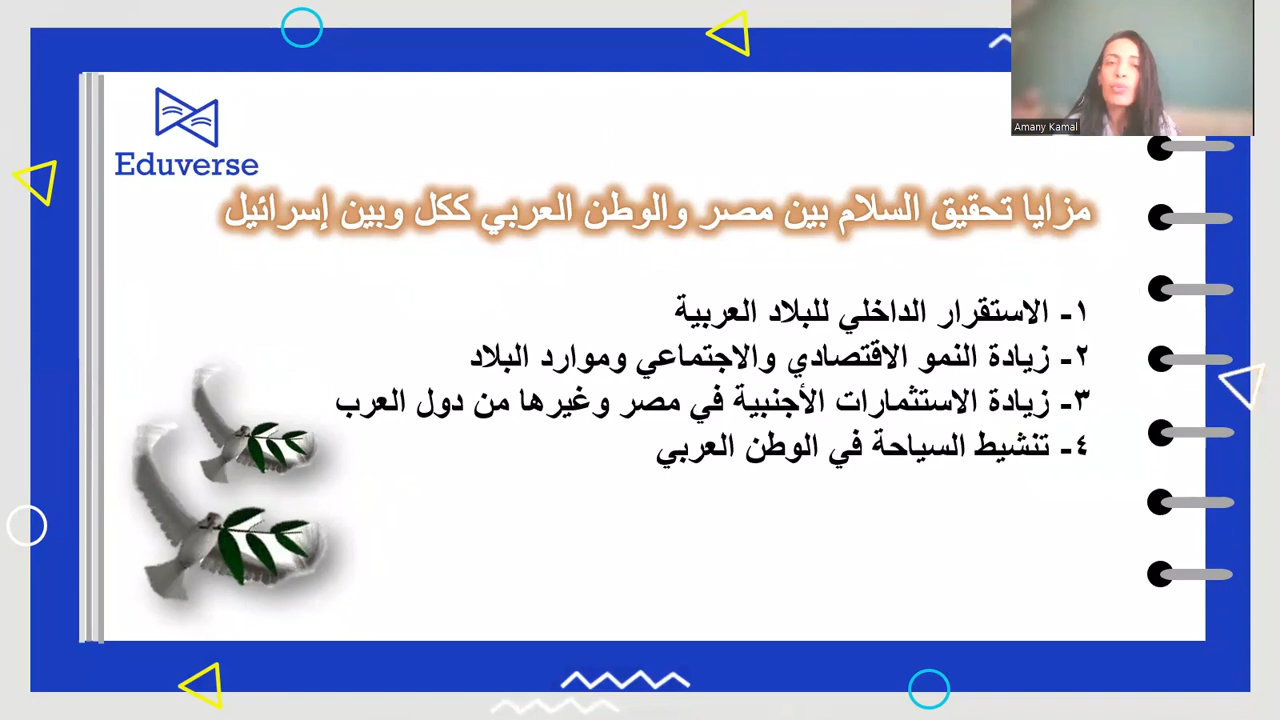 Amany Kamal
Eduverse
مزايا تحقيق السلام بين مصر والوطن العربي ككل وبين إسرائيل
١- الاستقرار الداخلي للبلاد العربية
٢- زيادة النمو الاقتصادي والاجتماعي وموارد البلاد
٣- زيادة الاستثمارات الأجنبية في مصر وغيرها من دول العرب
٤- تنشيط السياحة في الوطن العربي